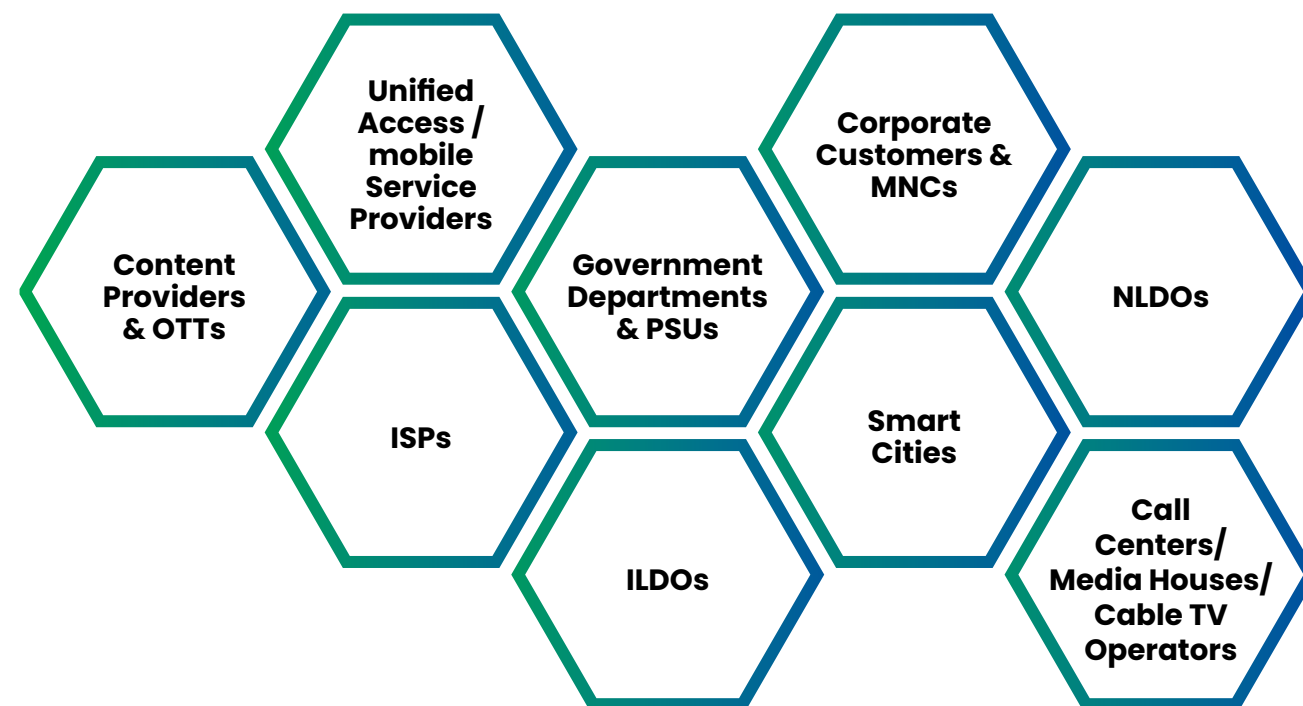 Unified
Access /
mobile
Service
Providers
Corporate
Customers &
MNCs
Content
Providers
& OTTs
Government
Departments
& PSUs
NLDOs
ISPs
Smart
Cities
ILDOs
Call
Centers/
Media Houses/
Cable TV
Operators